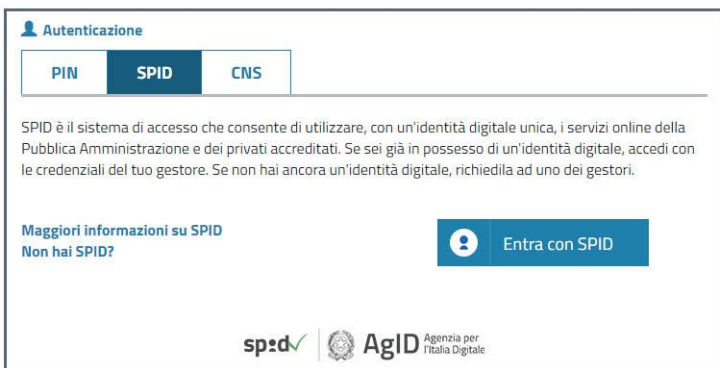 Autenticazione
PIN SPID CNS
SPID è il sistema di accesso che consente di utilizzare, con un'identità digitale unica, i servizi online della
Pubblica Amministrazione e dei privati accreditati. Se sei già in possesso di un'identità digitale, accedi con
le credenziali del tuo gestore. Se non hai ancora un'identità digitale, richiedila ad uno dei gestori.
Maggiori informazioni su SPID
Non hai SPID?
Entra con SPID
spid AgID Agenzia per
l'Italia Digitale